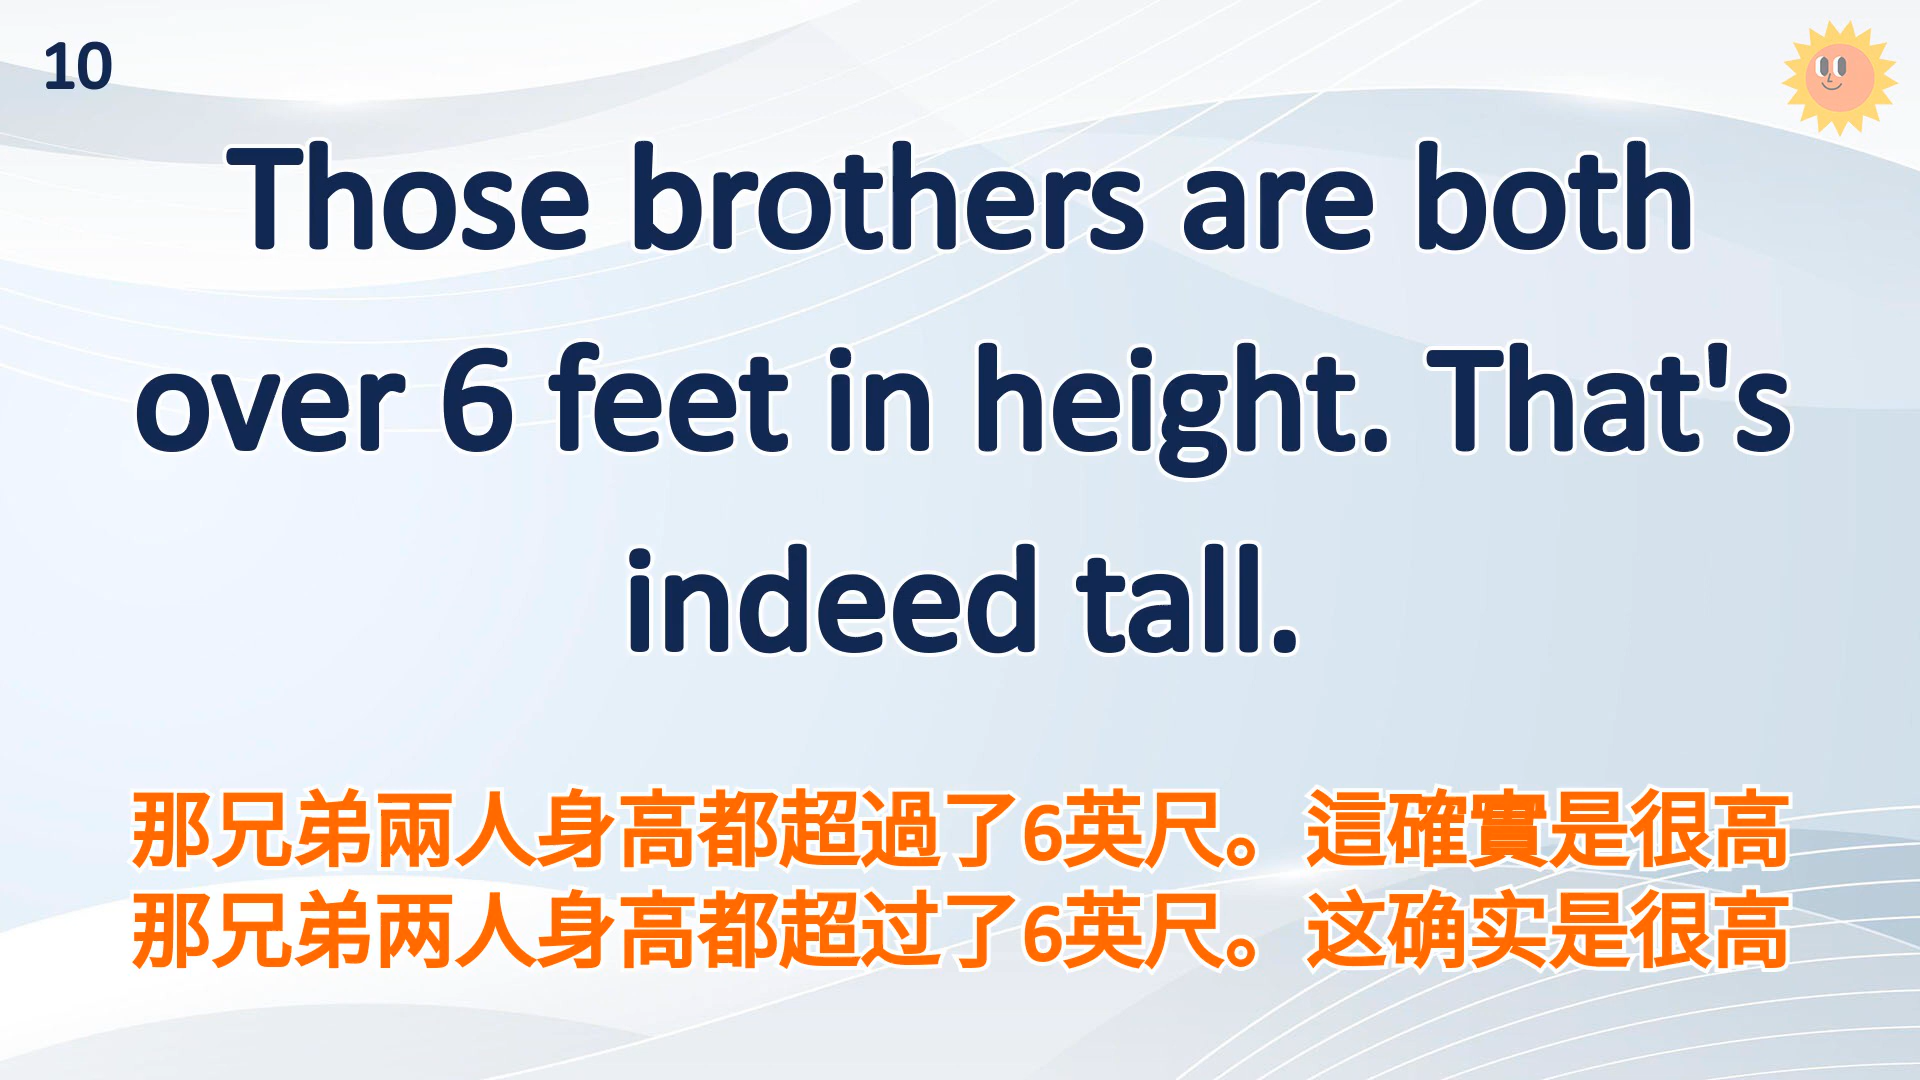 10
Those brothers are both
over 6 feet in height. That's
indeed tall.
那兄弟兩人身高都超過了6英尺。這確實是很高
那兄弟两人身高都超过了6英尺。这确实是很高